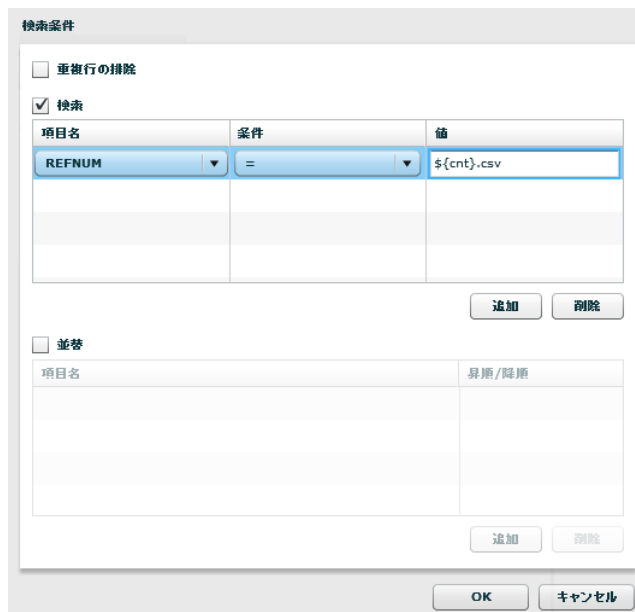 検索条件
重複行の排除
検索
項目名 条件 値
REFNUM = ${cnt}.csv
追加 削除
並替
項目名 昇順/降順
追加 削除
OK キャンセル